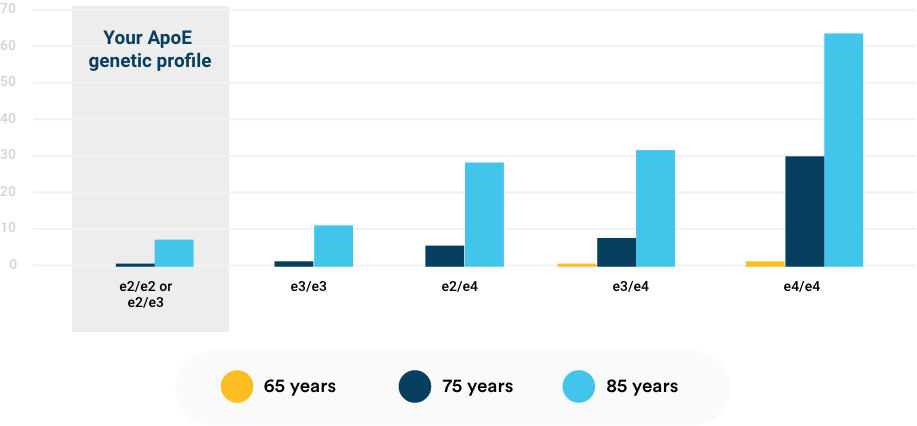 70
60
50
40
30
20
10
0
Your ApoE
genetic profile
e2/e2 or
e2/e3
e3/e3
e2/e4
e3/e4
e4/e4
65 years
75 years
85 years